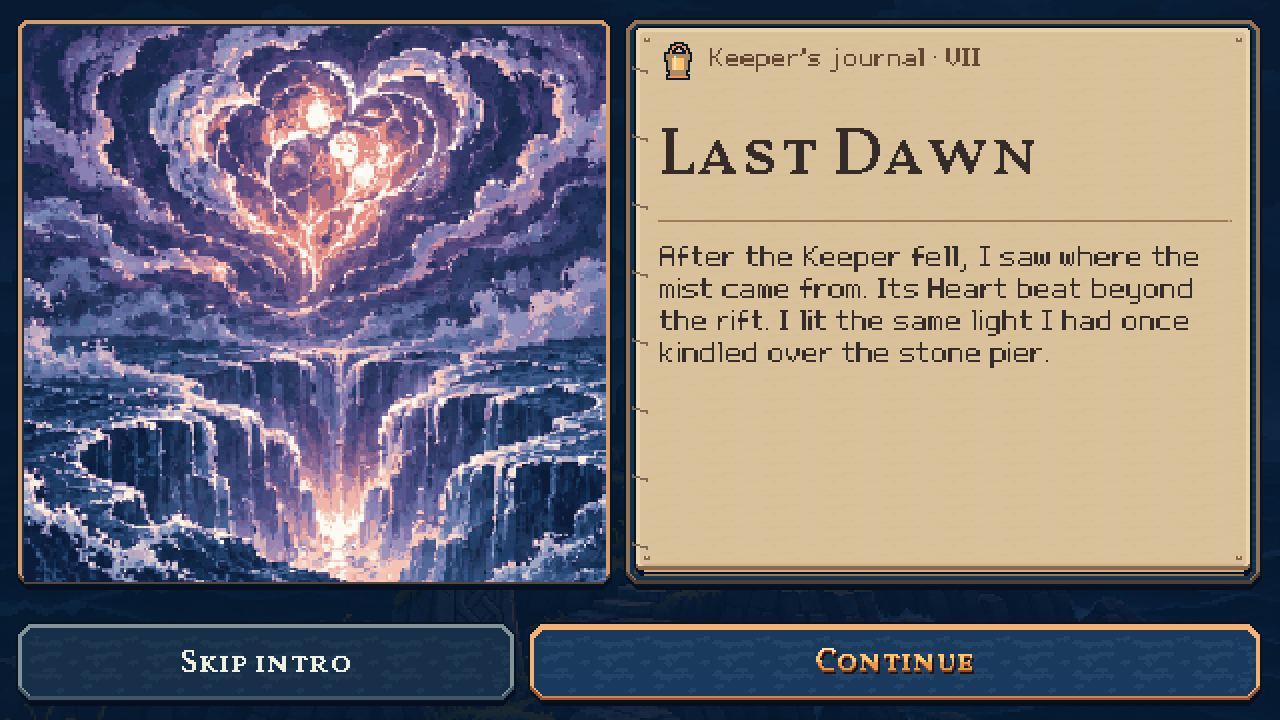 Keeper's journal · VII
Last Dawn
After the Keeper fell, I saw where the
mist came from. Its Heart beat beyond
the rift. I lit the same light I had once
kindled over the stone pier.
Skip intro
Continue